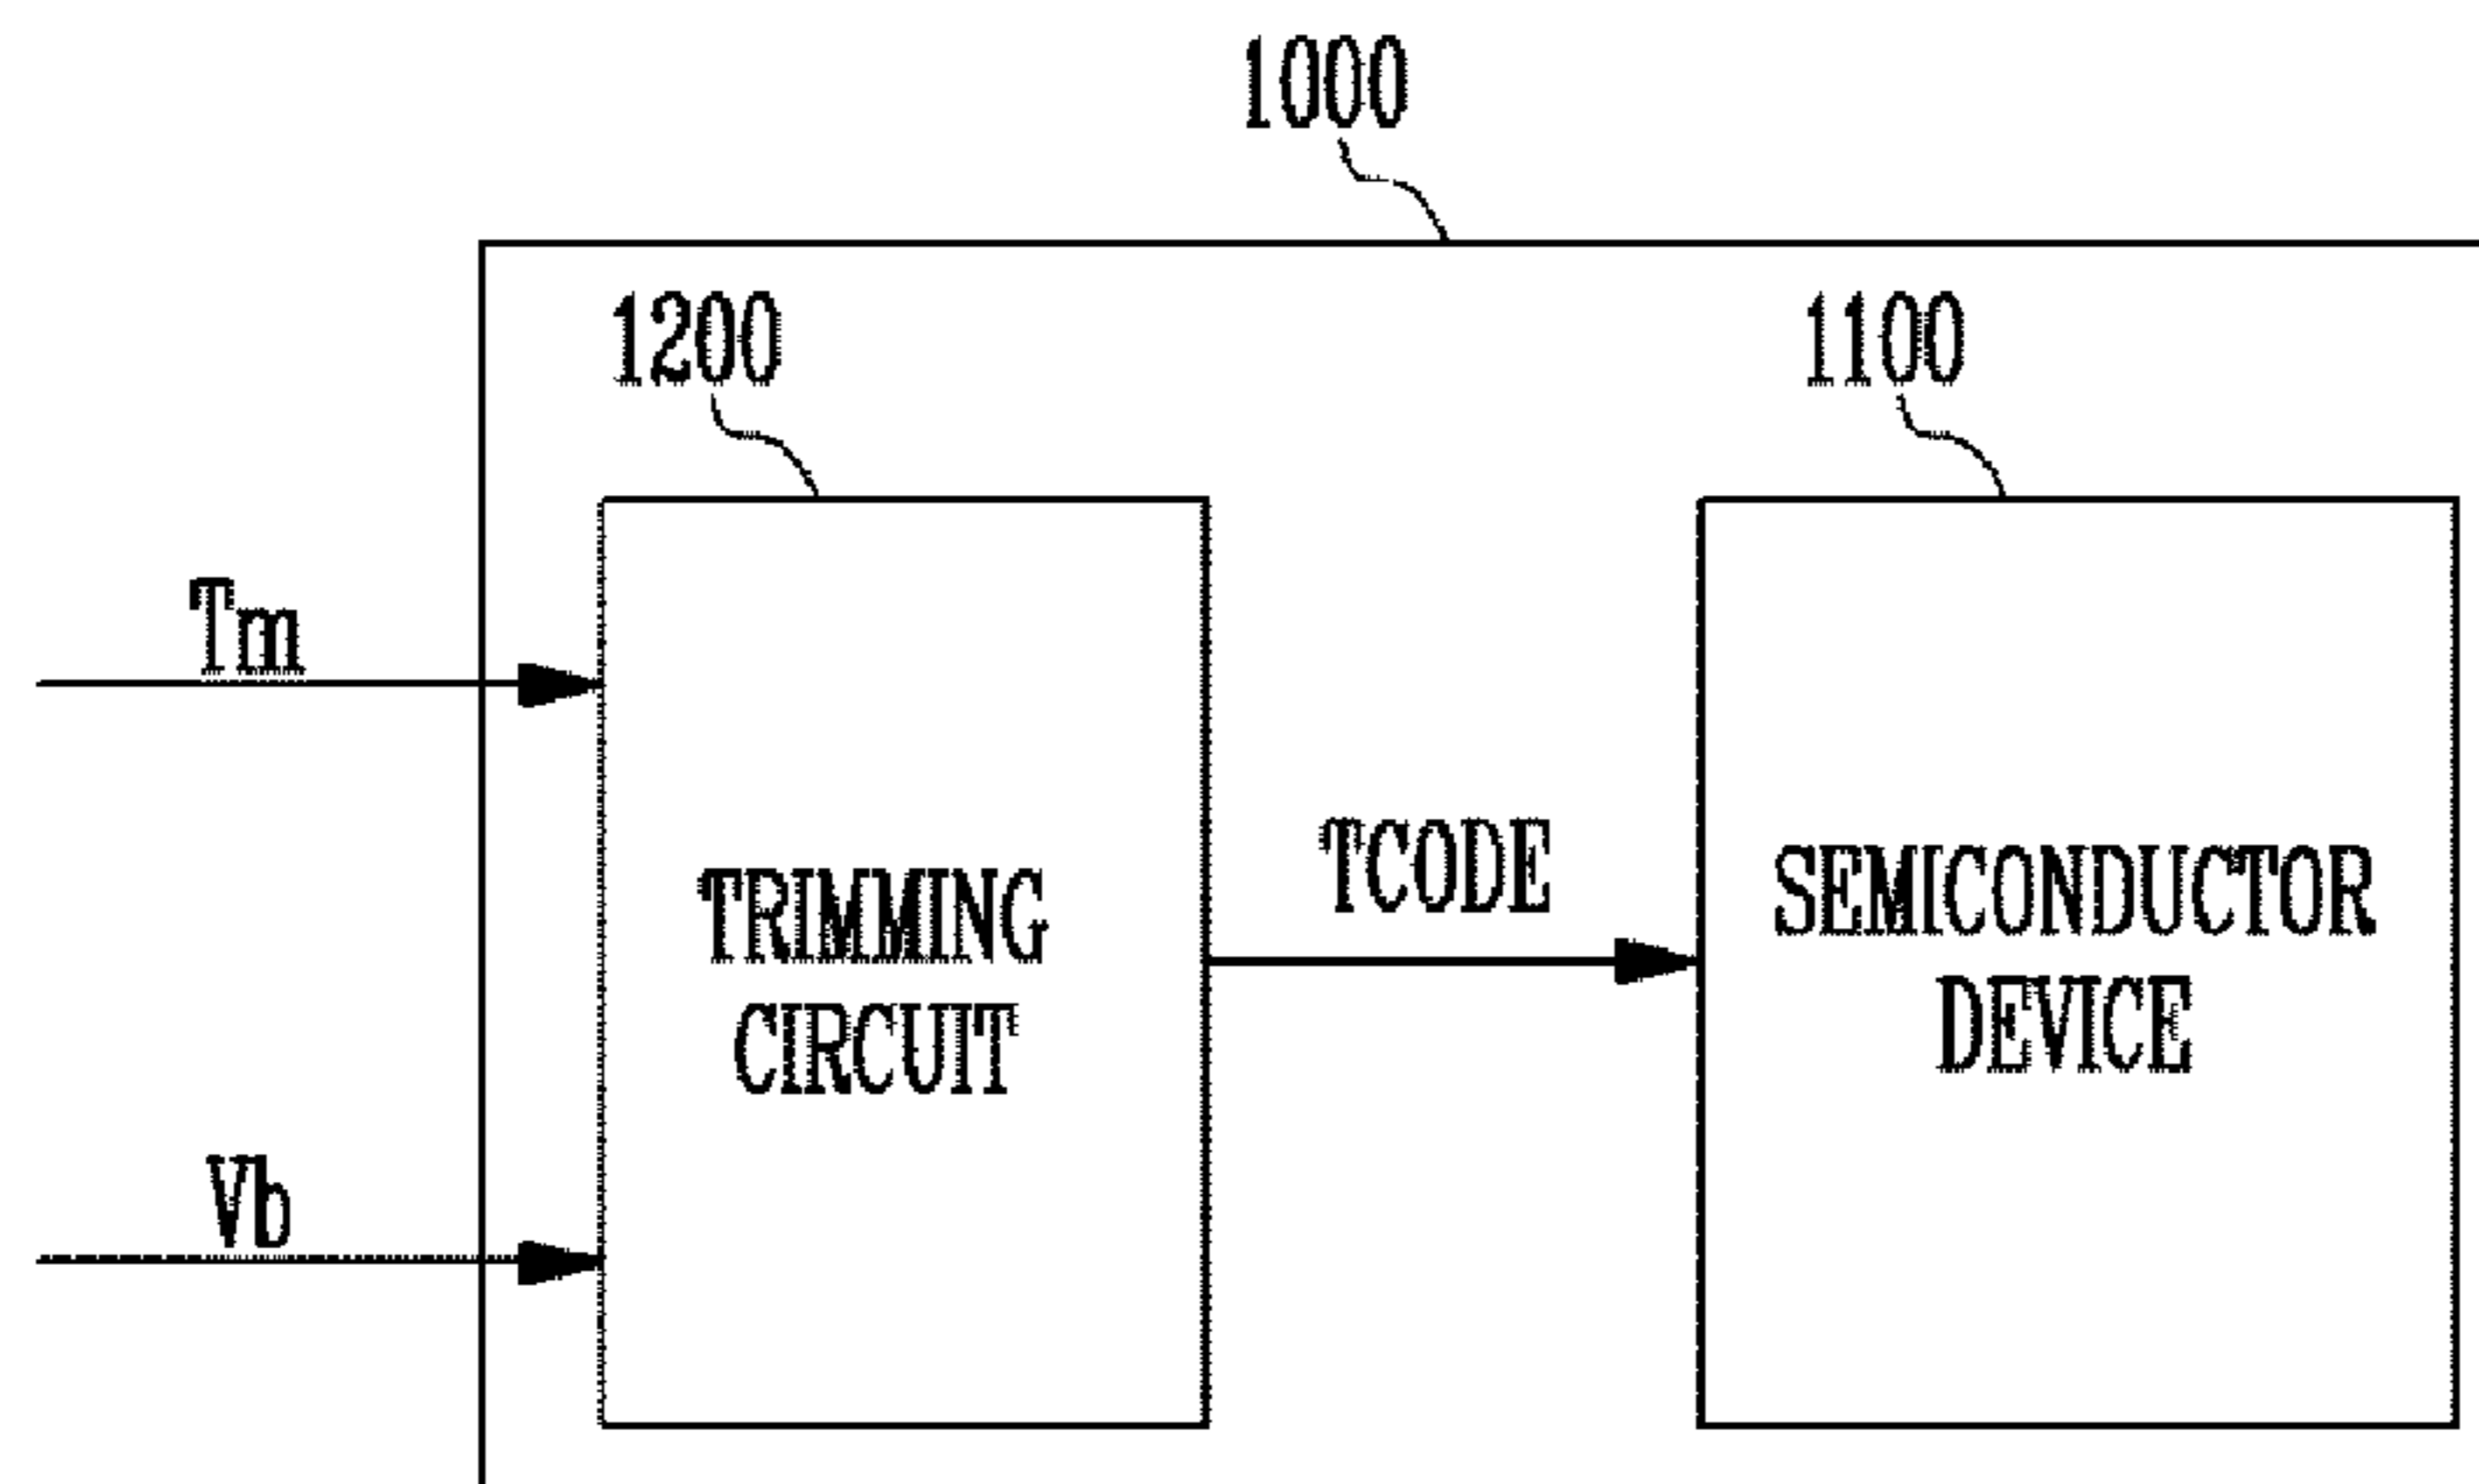 1000
1200
1100
Tm
TCODE
TRIMMING
CIRCUIT
SEMICONDUCTOR
DEVICE
Vb